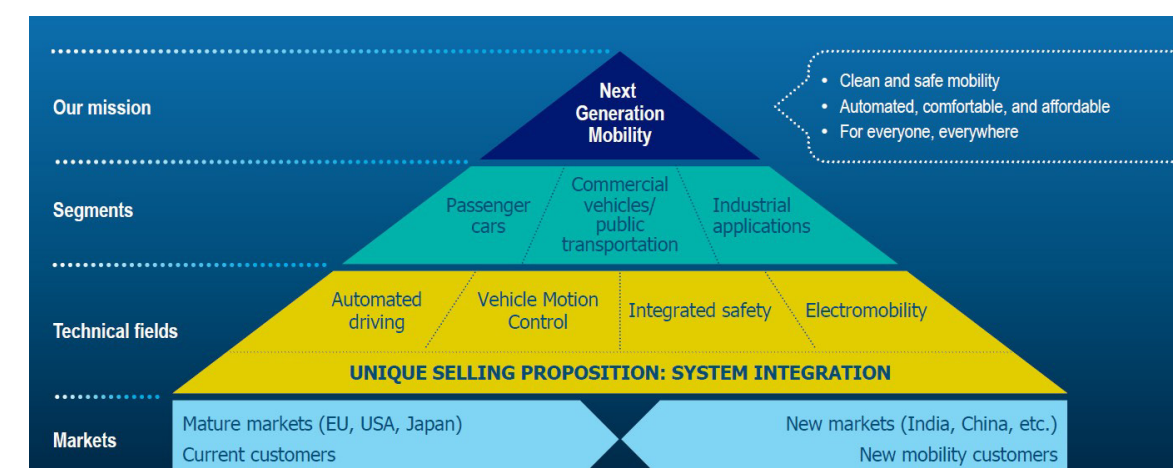 Our mission
Next
Generation
Mobility
• Clean and safe mobility
• Automated, comfortable, and affordable
• For everyone, everywhere
Segments
Passenger
cars
Commercial
vehicles/
public
transportation
Industrial
applications
Technical fields
Automated
driving
Vehicle Motion
Control
Integrated safety
Electromobility
UNIQUE SELLING PROPOSITION: SYSTEM INTEGRATION
Markets
Mature markets (EU, USA, Japan)
Current customers
New markets (India, China, etc.)
New mobility customers